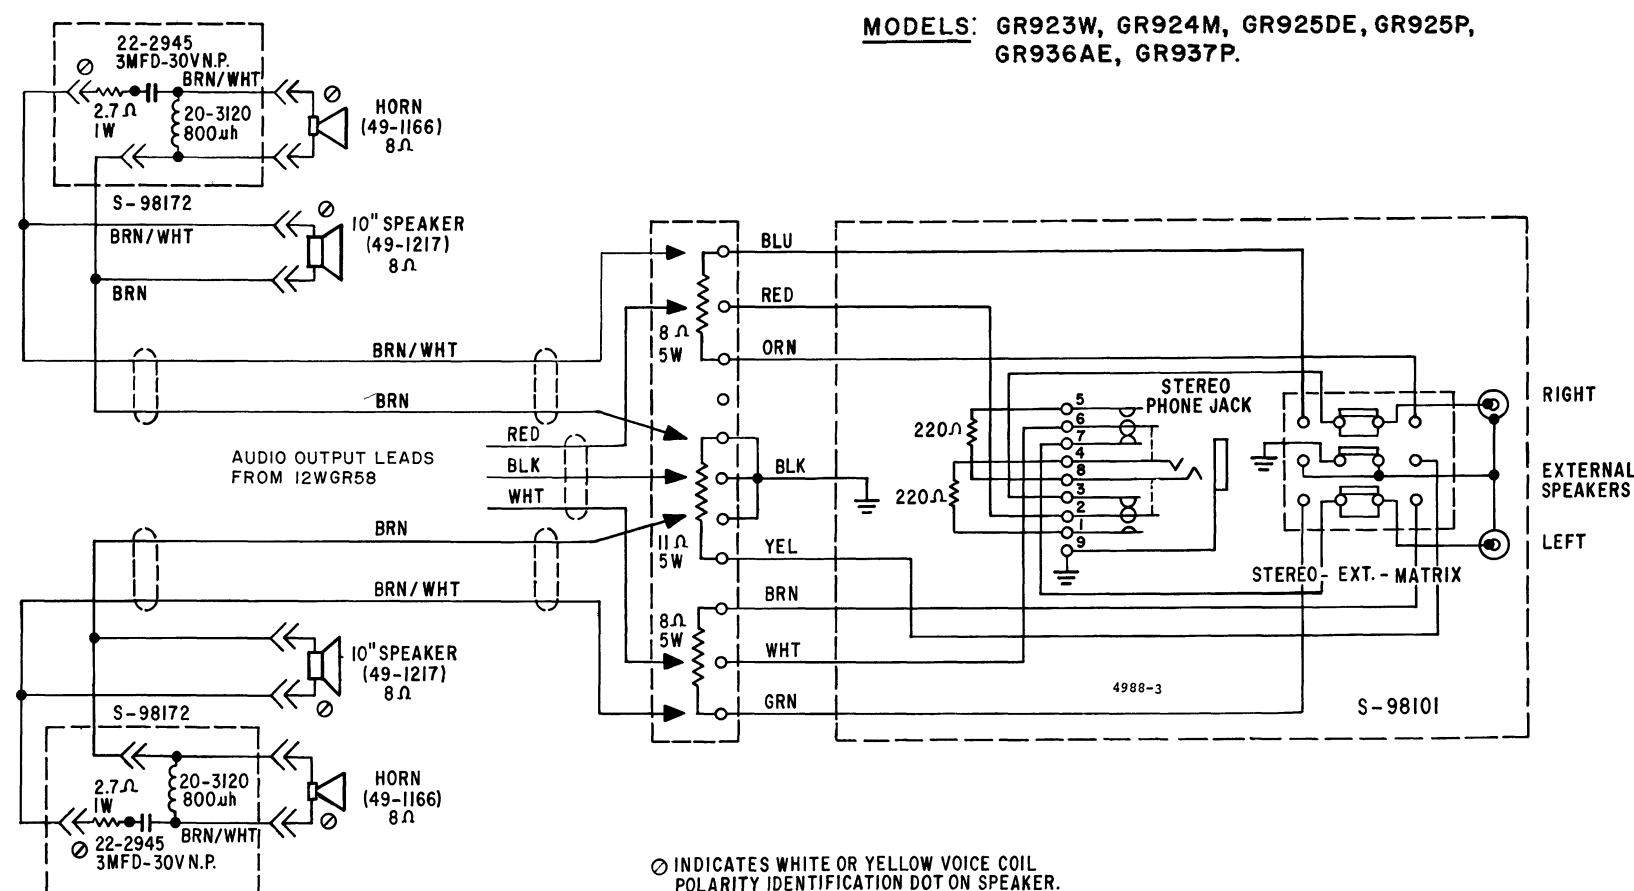 MODELS: GR923W, GR924M, GR925DE, GR925P,
GR936AE, GR937P.
22-2945
3MFD-30V N.P.
BRN/WHT
2.7Ω
1W
20-3120
800uh
HORN
(49-1166)
8Ω
S-98172
BRN/WHT
10" SPEAKER
(49-1217)
8Ω
BRN
BRN/WHT
BRN
RED
AUDIO OUTPUT LEADS
FROM 12WGR58
BLK
WHT
BRN
BRN/WHT
10" SPEAKER
(49-1217)
8Ω
S-98172
2.7Ω
1W
20-3120
800uh
HORN
(49-1166)
8Ω
BRN/WHT
22-2945
3MFD-30V N.P.
BLU
RED
8Ω
5W
ORN
BLK
11Ω
5W
YEL
BRN
8Ω
5W
WHT
GRN
STEREO
PHONE JACK
220Ω
220Ω
5
6
7
4
8
3
2
1
9
RIGHT
EXTERNAL
SPEAKERS
LEFT
STEREO- EXT.- MATRIX
4988-3
S-98101
⊘ INDICATES WHITE OR YELLOW VOICE COIL
POLARITY IDENTIFICATION DOT ON SPEAKER.